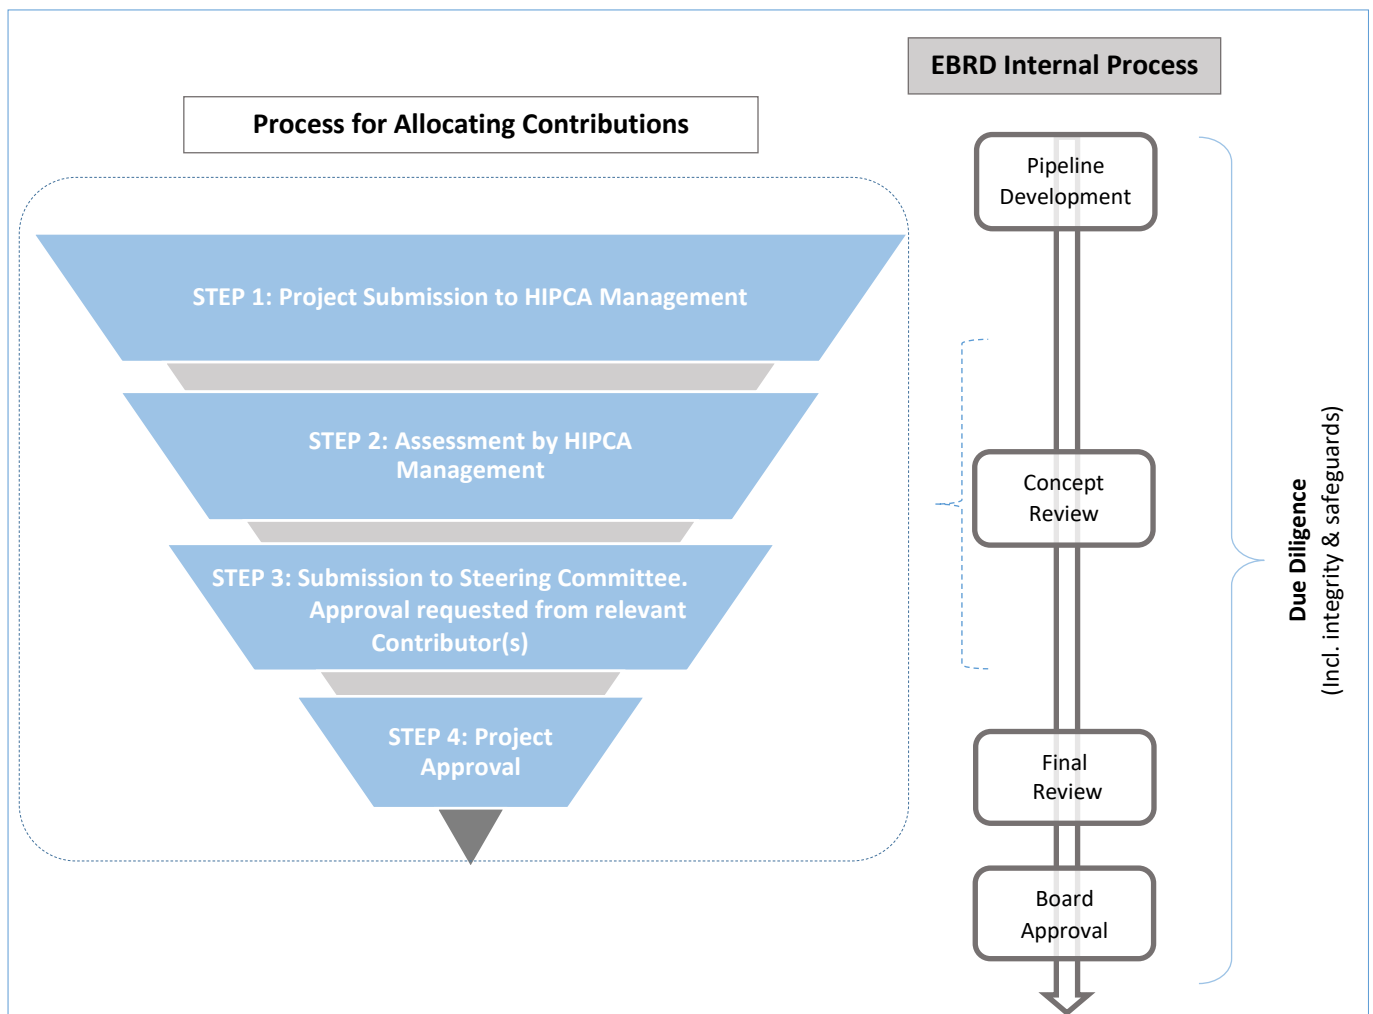 EBRD Internal Process
Process for Allocating Contributions
STEP 1: Project Submission to HIPCA Management
STEP 2: Assessment by HIPCA
Management
STEP 3: Submission to Steering Committee.
Approval requested from relevant
Contributor(s)
STEP 4: Project
Approval
Pipeline
Development
Concept
Review
Final
Review
Board
Approval
Due Diligence
(Incl. integrity & safeguards)